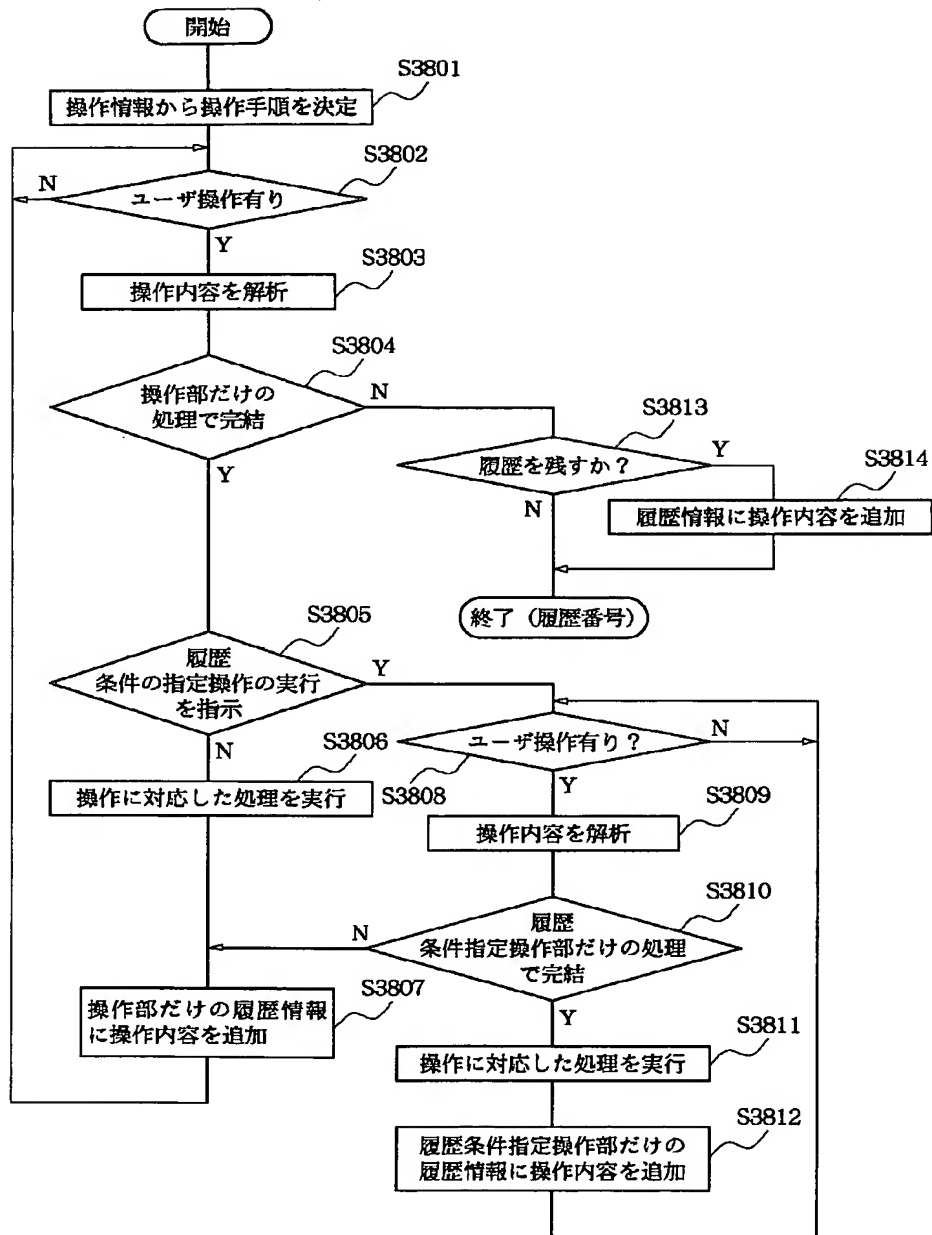 開始
S3801
操作情報から操作手順を決定
S3802
N
ユーザ操作有り
Y
S3803
操作内容を解析
S3804
操作部だけの
処理で完結
N
Y
S3813
履歴を残すか？
Y
N
S3814
履歴情報に操作内容を追加
終了（履歴番号）
S3805
履歴
条件の指定操作の実行
を指示
Y
N
S3806
操作に対応した処理を実行
ユーザ操作有り？
N
S3808
Y
S3809
操作内容を解析
S3810
履歴
条件指定操作部だけの処理
で完結
N
Y
S3807
操作部だけの履歴情報
に操作内容を追加
S3811
操作に対応した処理を実行
S3812
履歴条件指定操作部だけの
履歴情報に操作内容を追加